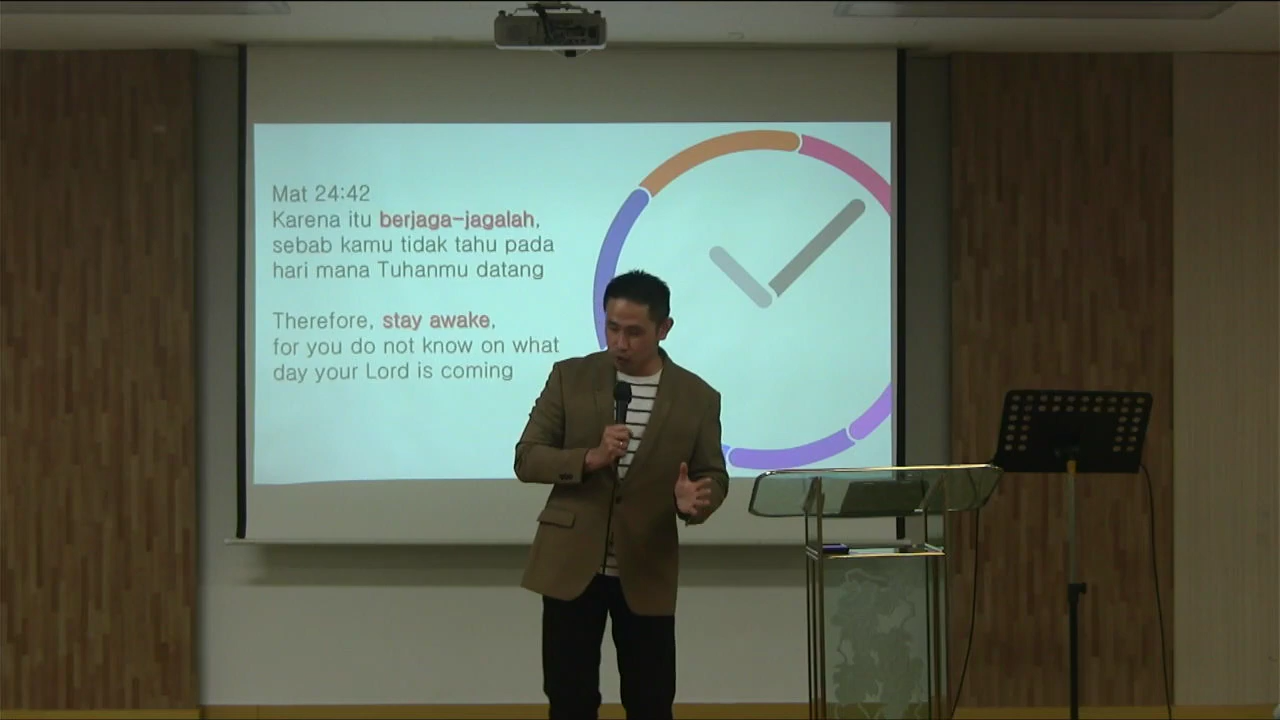 Mat 24:42
Karena itu berjaga-jagalah,
sebab kamu tidak tahu pada
hari mana Tuhanmu datang
Therefore, stay awake,
for you do not know on what
day your Lord is coming